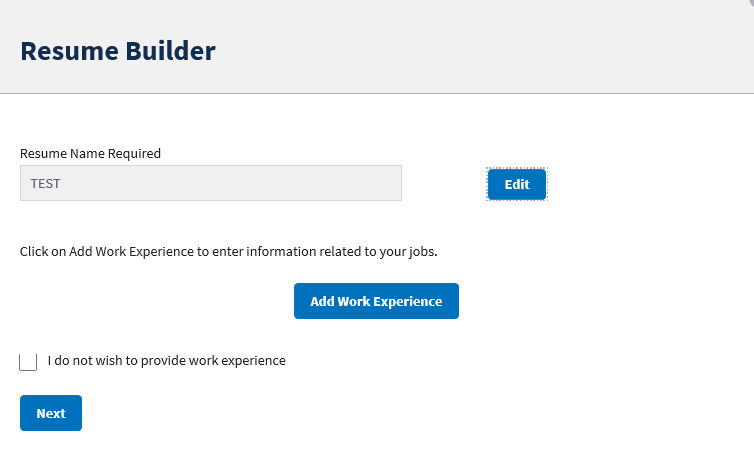 Resume Builder
Resume Name Required
TEST
Edit
Click on Add Work Experience to enter information related to your jobs.
Add Work Experience
I do not wish to provide work experience
Next